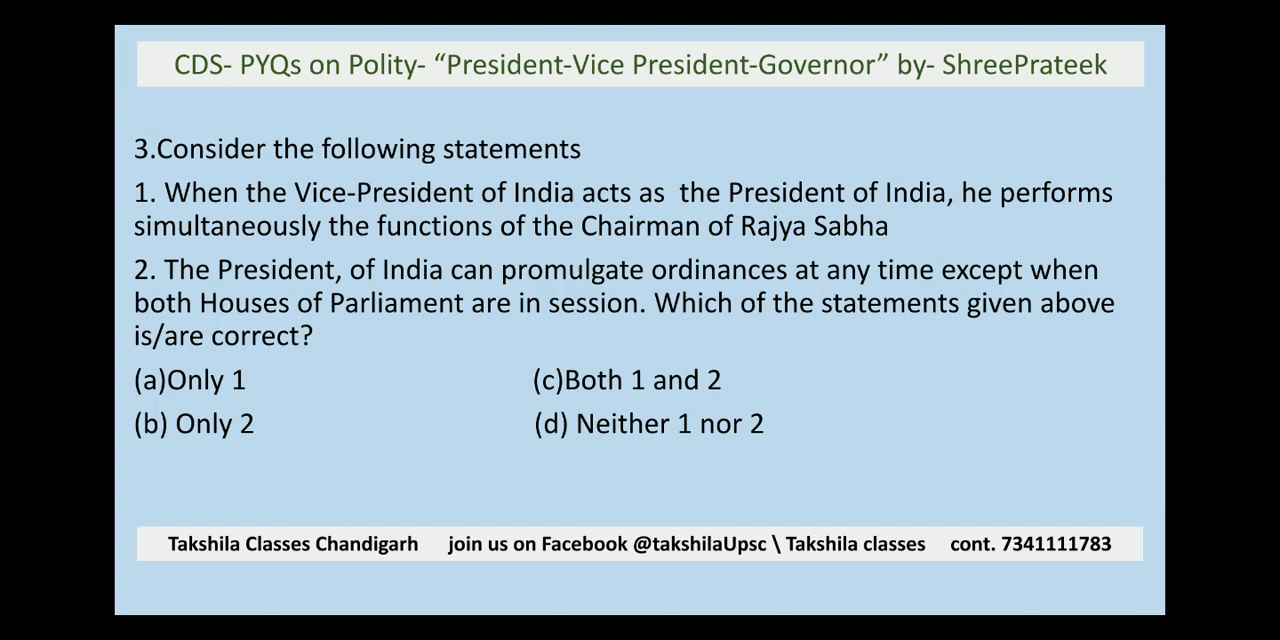 CDS- PYQs on Polity- “President-Vice President-Governor” by- ShreePrateek
3.Consider the following statements
1. When the Vice-President of India acts as the President of India, he performs
simultaneously the functions of the Chairman of Rajya Sabha
2. The President, of India can promulgate ordinances at any time except when
both Houses of Parliament are in session. Which of the statements given above
is/are correct?
(a)Only 1 (c)Both 1 and 2
(b) Only 2 (d) Neither 1 nor 2
Takshila Classes Chandigarh join us on Facebook @takshilaUpsc \ Takshila classes cont. 7341111783